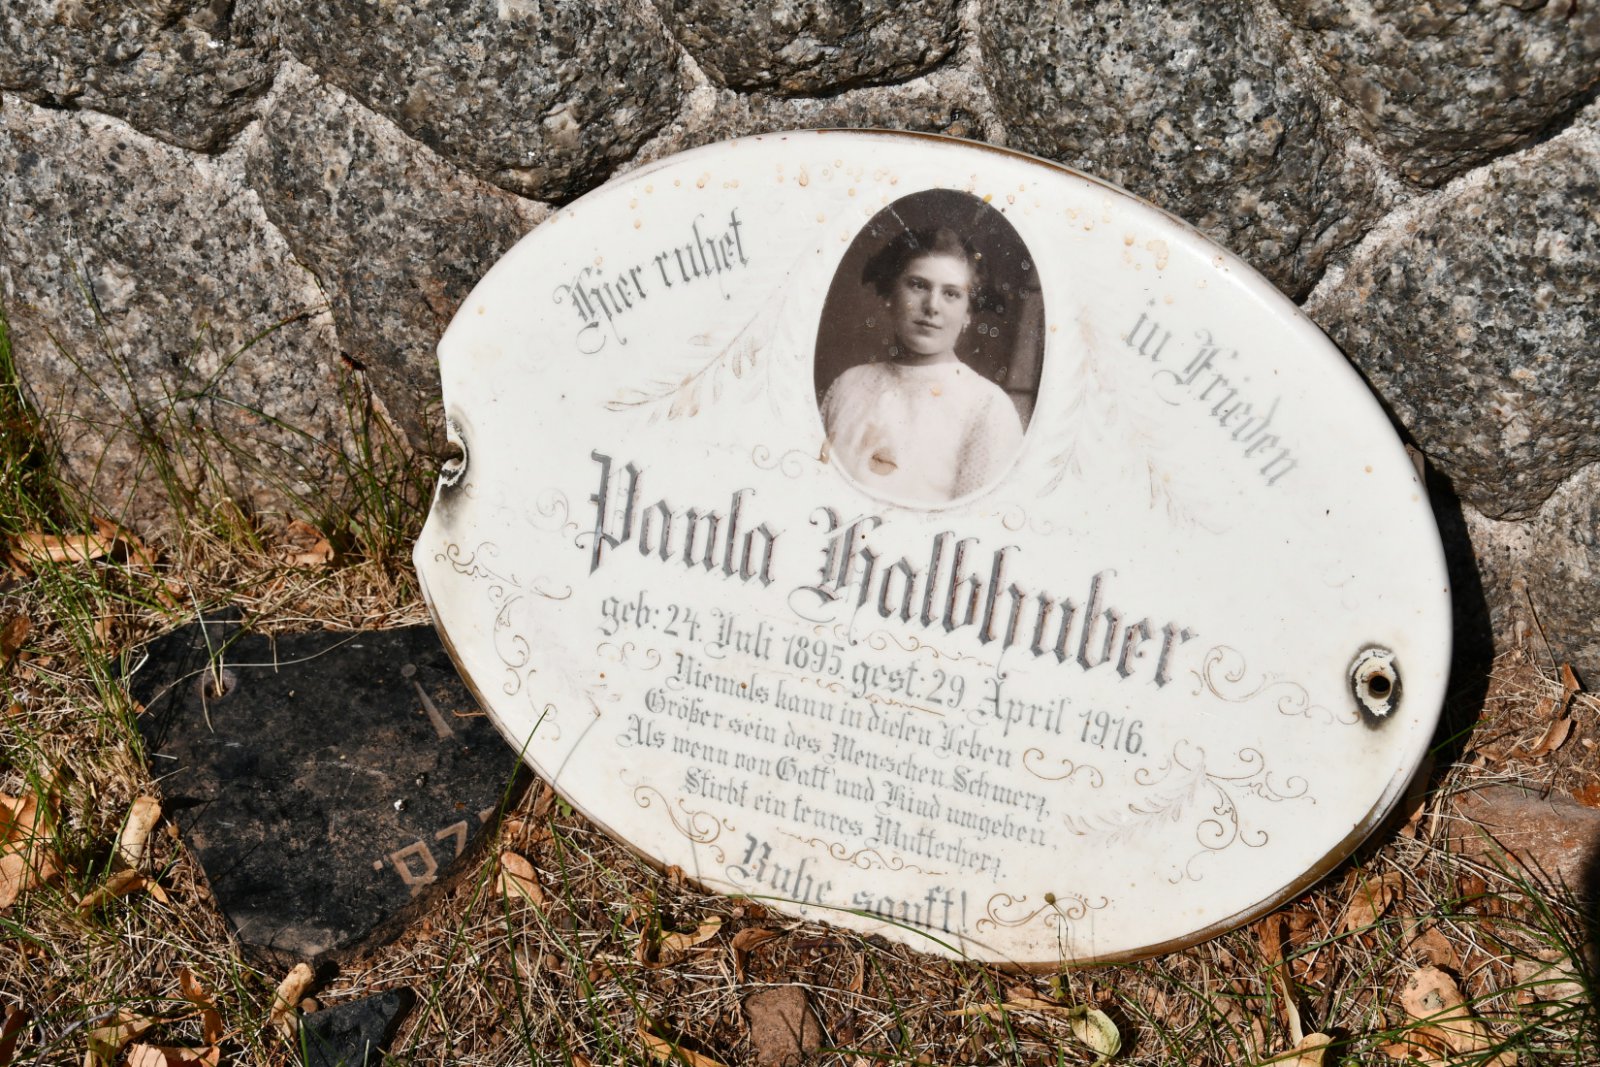 Hier ruhet in Frieden
Paula Halbhuber
geb: 24. Juli 1895 gest: 29 April 1916.
Niemals kann in diesen Leben
Größer sein des Menschen Schmerz,
Als wenn von Gatt' und Kind umgeben
Stirbt ein teures Mutterherz.
Ruhe sanft!